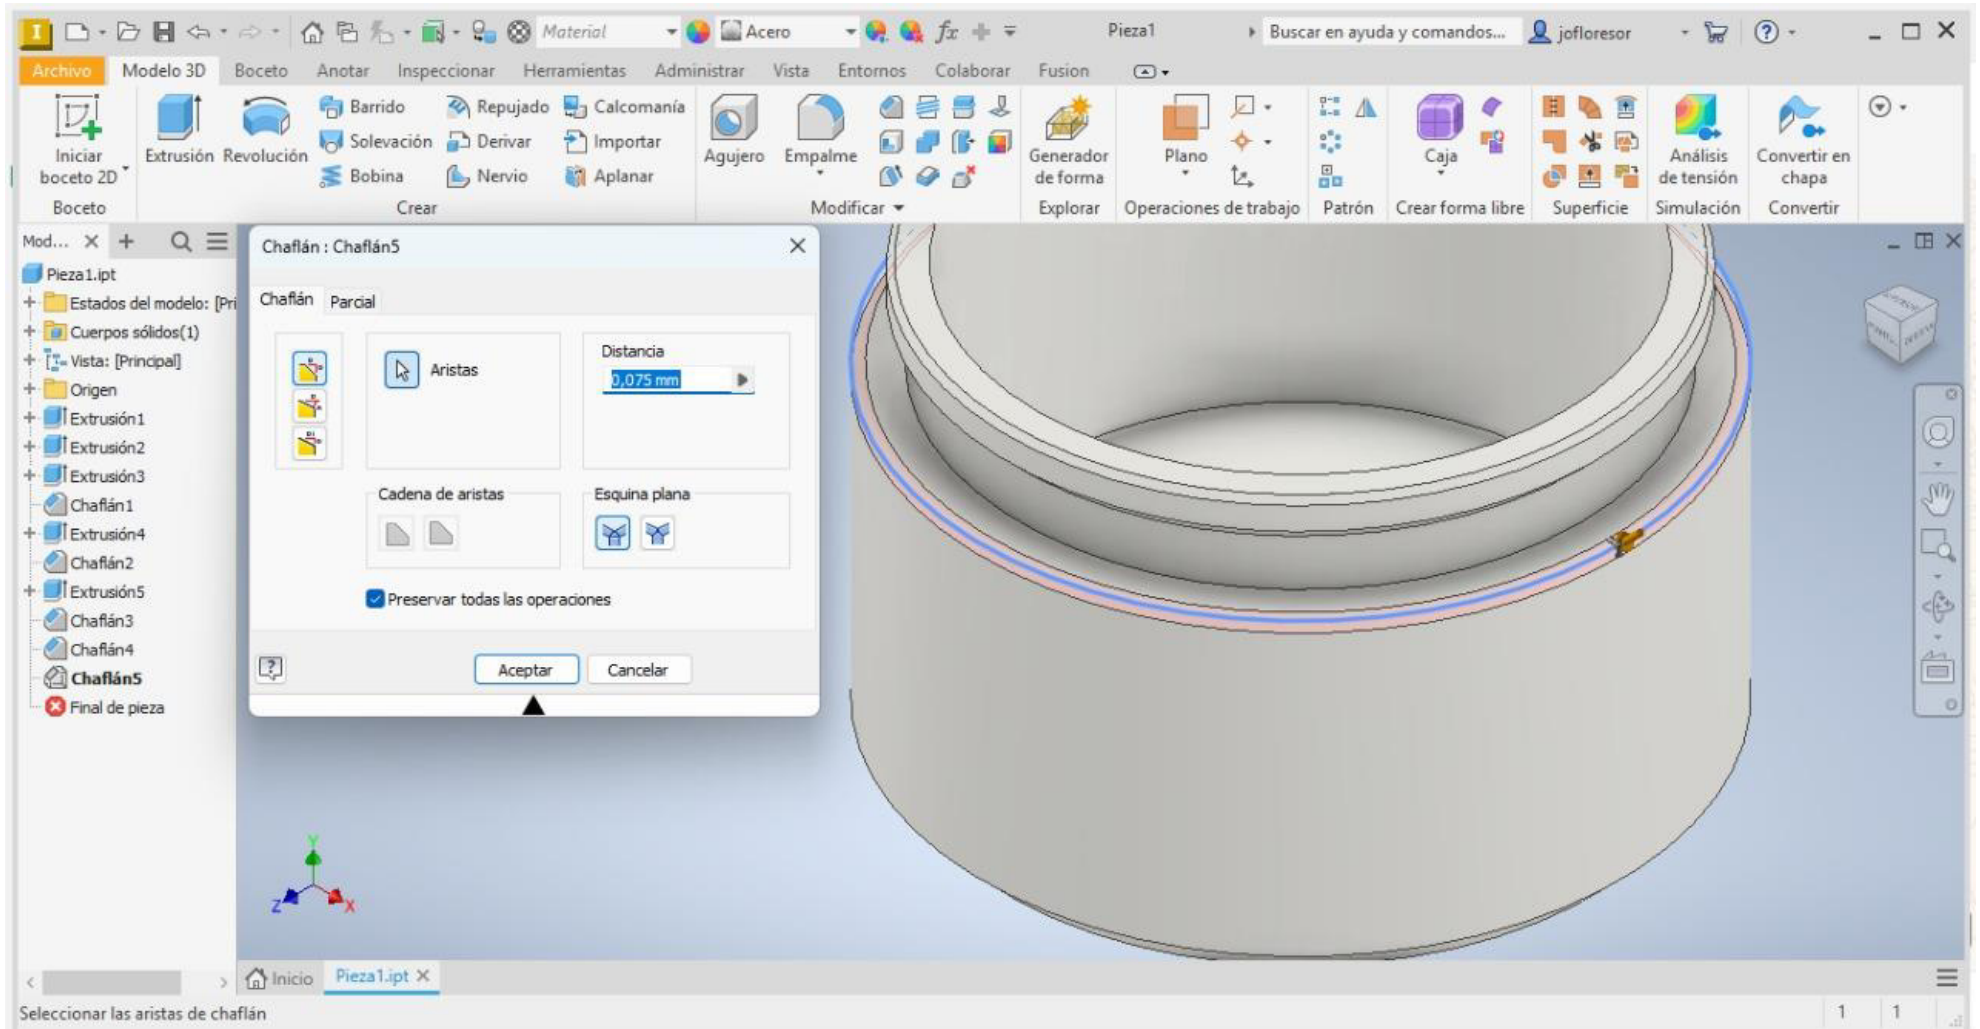 Material
Acero
fx
Pieza1
Buscar en ayuda y comandos...
jofloresor
Archivo Modelo 3D Boceto Anotar Inspeccionar Herramientas Administrar Vista Entornos Colaborar Fusion
Iniciar
boceto 2D
Extrusión Revolución
Barrido Repujado Calcomanía
Solevación Derivar Importar
Bobina Nervio Aplanar
Agujero Empalme
Generador
de forma
Plano
Caja
Análisis
de tensión
Convertir en
chapa
Boceto Crear Modificar Explorar Operaciones de trabajo Patrón Crear forma libre Superficie Simulación Convertir
Mod...
Pieza1.ipt
Estados del modelo: [Pri
Cuerpos sólidos(1)
Vista: [Principal]
Origen
Extrusión1
Extrusión2
Extrusión3
Chaflán1
Extrusión4
Chaflán2
Extrusión5
Chaflán3
Chaflán4
Chaflán5
Final de pieza
Chaflán : Chaflán5
Chaflán Parcial
Aristas
Distancia
0,075 mm
Cadena de aristas
Esquina plana
Preservar todas las operaciones
Aceptar Cancelar
Y
Z
X
Inicio Pieza1.ipt
Seleccionar las aristas de chaflán
1 1